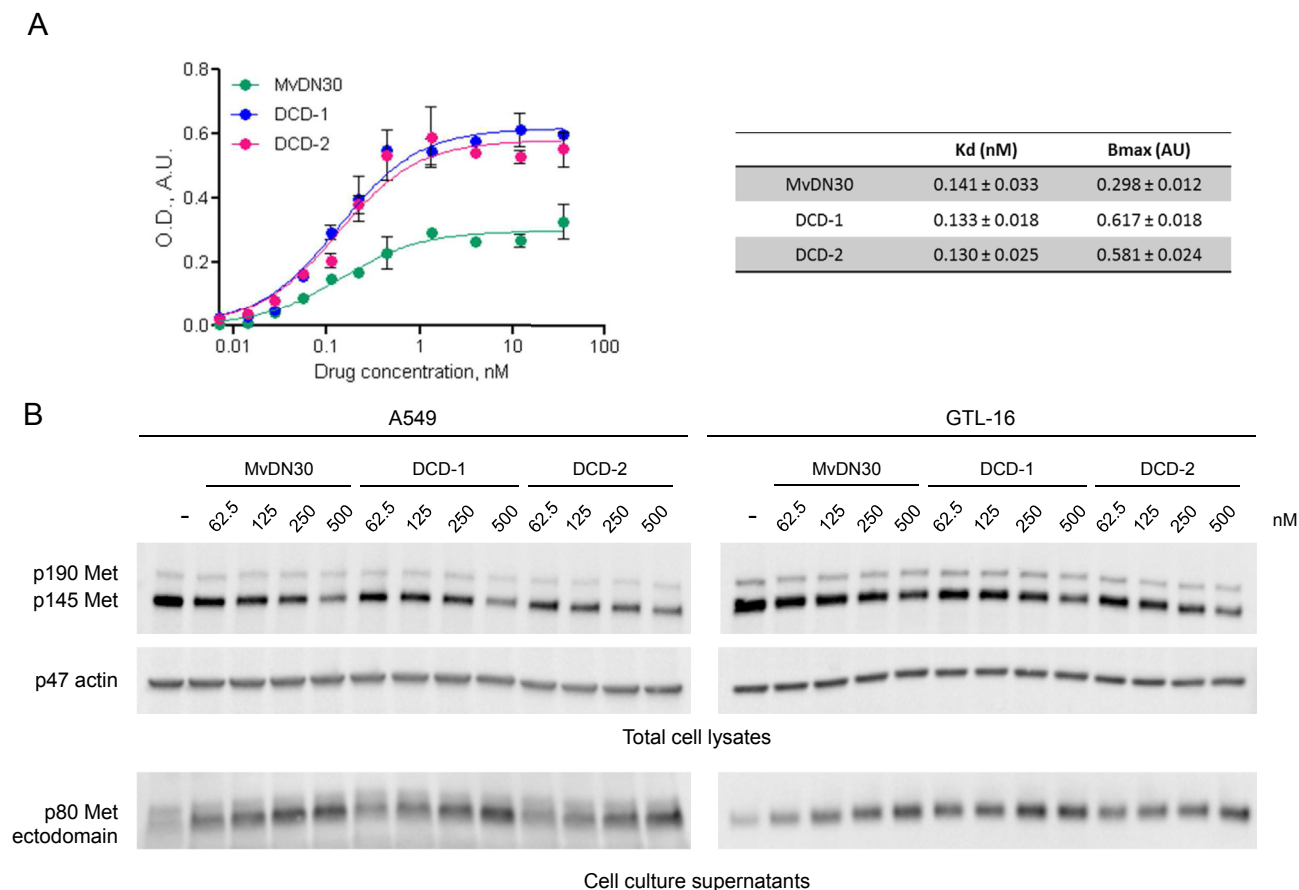 A
0.8
0.6
0.4
0.2
0.0
O.D., A.U.
MvDN30
DCD-1
DCD-2
0.01 0.1 1 10 100
Drug concentration, nM
Kd (nM) Bmax (AU)
MvDN30 0.141 ± 0.033 0.298 ± 0.012
DCD-1 0.133 ± 0.018 0.617 ± 0.018
DCD-2 0.130 ± 0.025 0.581 ± 0.024
B
A549 GTL-16
MvDN30 DCD-1 DCD-2 MvDN30 DCD-1 DCD-2
- 62.5 125 250 500 62.5 125 250 500 62.5 125 250 500 - 62.5 125 250 500 62.5 125 250 500 62.5 125 250 500 nM
p190 Met
p145 Met
p47 actin
Total cell lysates
p80 Met
ectodomain
Cell culture supernatants